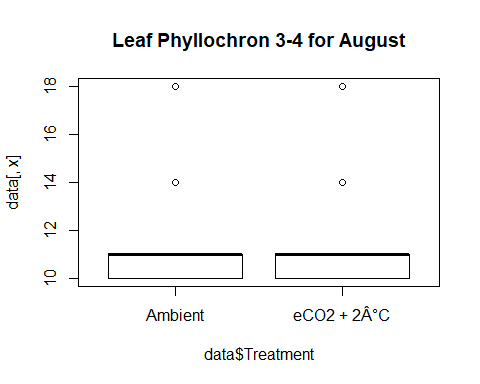 Leaf Phyllochron 3-4 for August
data[, x]
18
16
14
12
10
Ambient
eCO2 + 2Â°C
data$Treatment